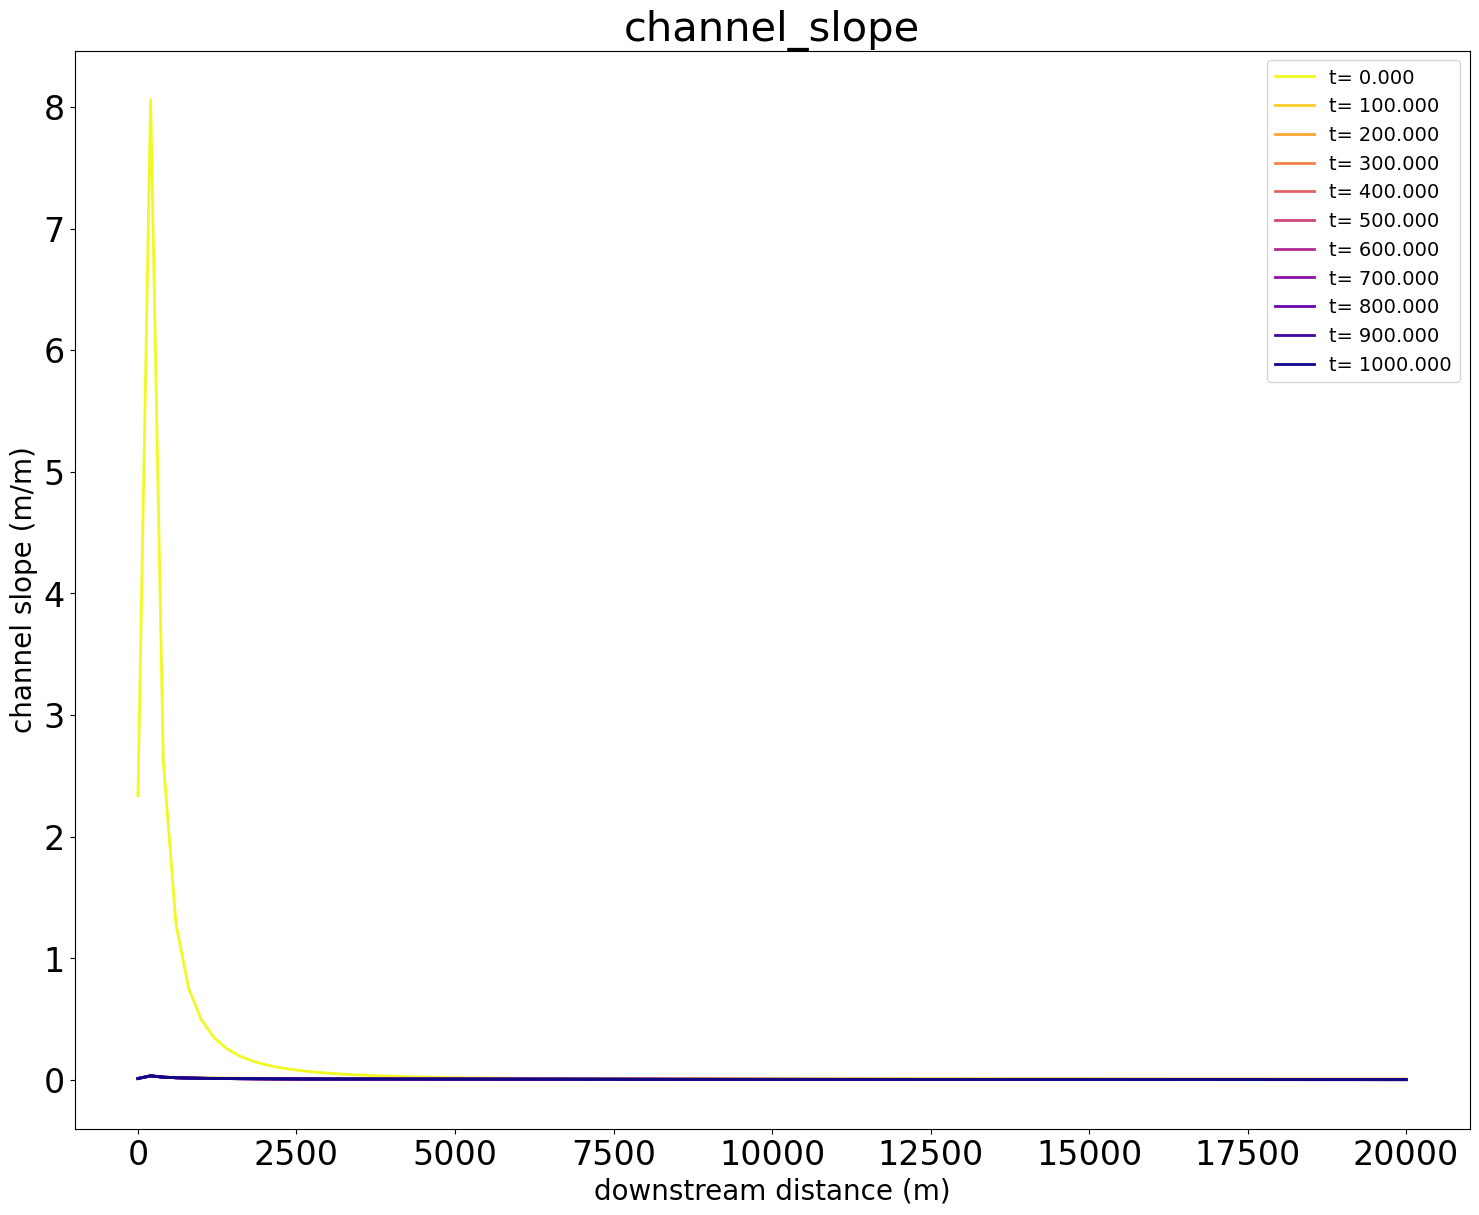 channel_slope
8
7
6
5
4
3
2
1
0
channel slope (m/m)
t= 0.000
t= 100.000
t= 200.000
t= 300.000
t= 400.000
t= 500.000
t= 600.000
t= 700.000
t= 800.000
t= 900.000
t= 1000.000
0 2500 5000 7500 10000 12500 15000 17500 20000
downstream distance (m)